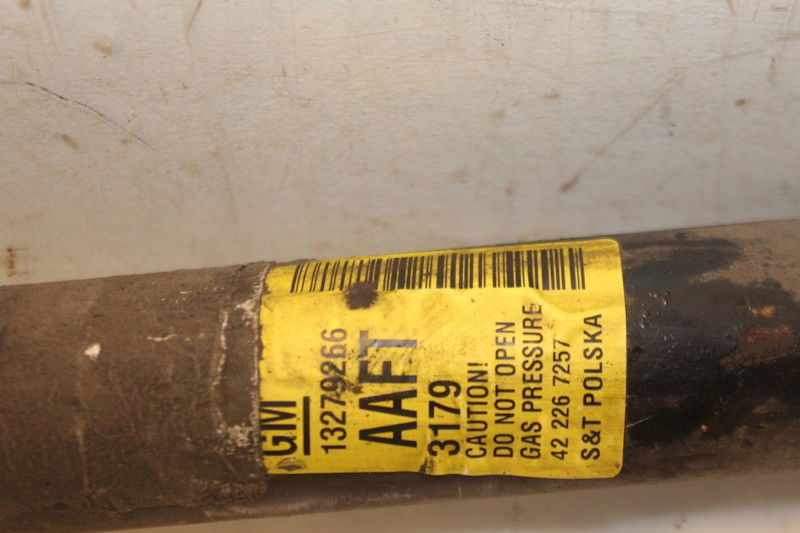 GM
13279266
AAFT
3179
CAUTION!
DO NOT OPEN
GAS PRESSURE
42 226 7257
S&T POLSKA